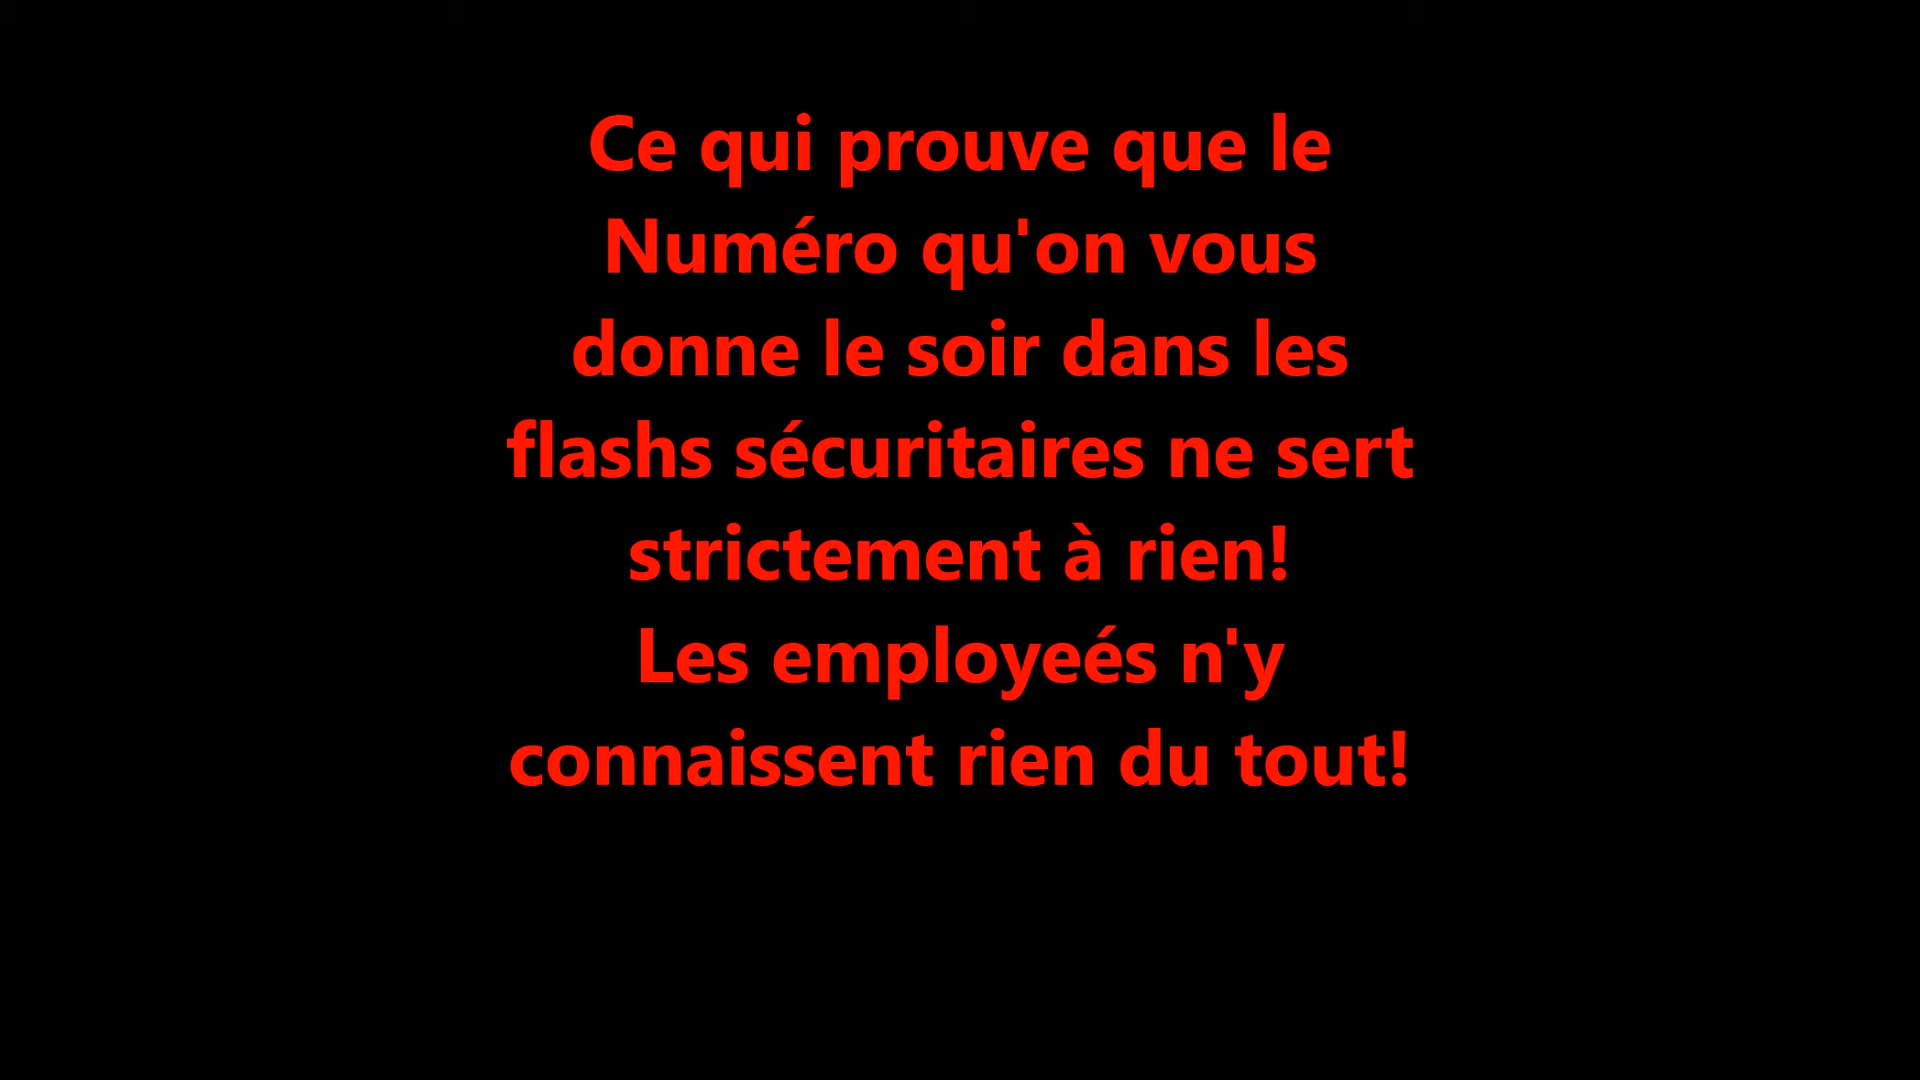 Ce qui prouve que le
Numéro qu'on vous
donne le soir dans les
flashs sécuritaires ne sert
strictement à rien!
Les employeés n'y
connaissent rien du tout!